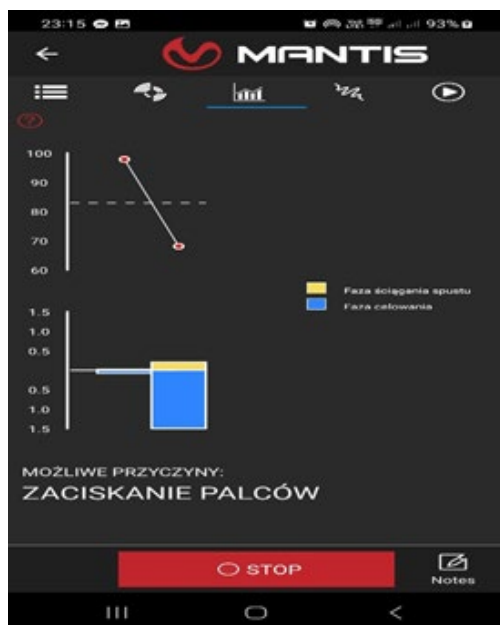 23:15
93%
MANTIS
?
100
90
80
70
60
Faza ściągania spustu
Faza celowania
1.5
1.0
0.5
0.5
1.0
1.5
MOŻLIWE PRZYCZYNY:
ZACISKANIE PALCÓW
STOP
Notes